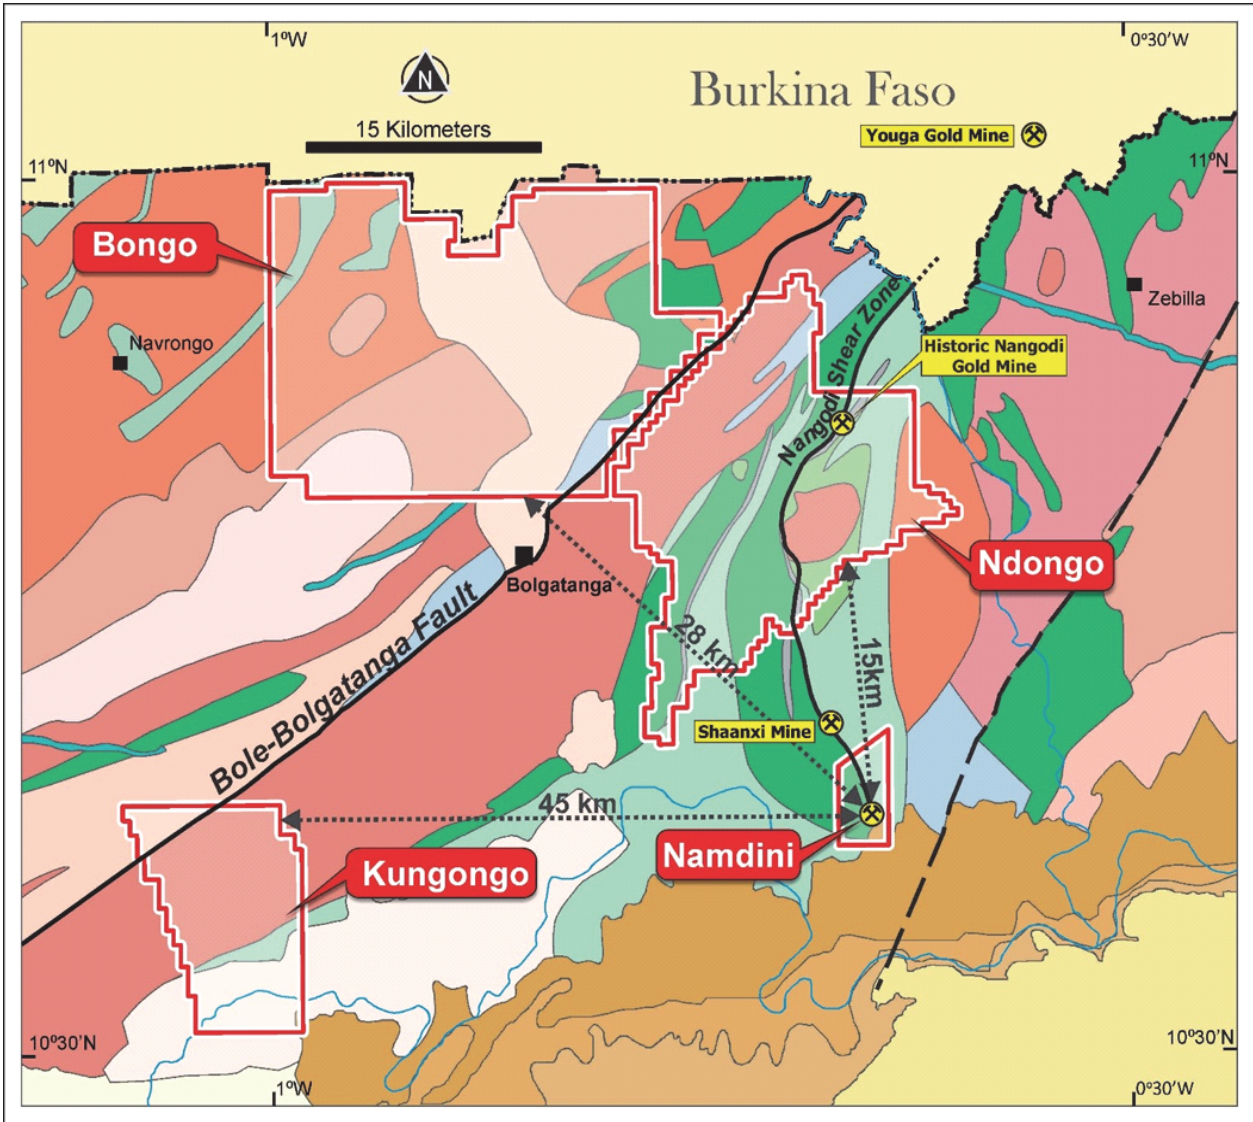 1ºW
0º30'W
N
Burkina Faso
15 Kilometers
Youga Gold Mine
11ºN
11ºN
Bongo
Zebilla
Navrongo
Historic Nangodi
Gold Mine
Nangodi Shear Zone
Ndongo
Bolgatanga
Bole-Bolgatanga Fault
28 km
15km
Shaanxi Mine
45 km
Namdini
Kungongo
10º30'N
10º30'N
1ºW
0º30'W